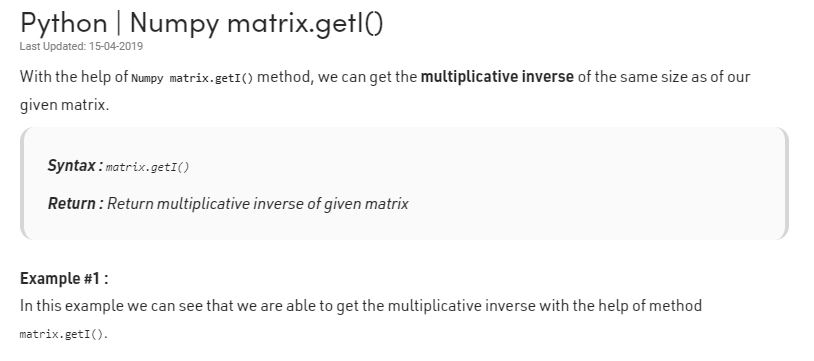 Python | Numpy matrix.getI()
Last Updated: 15-04-2019
With the help of Numpy matrix.getI() method, we can get the multiplicative inverse of the same size as of our
given matrix.
Syntax : matrix.getI()
Return : Return multiplicative inverse of given matrix
Example #1 :
In this example we can see that we are able to get the multiplicative inverse with the help of method
matrix.getI().